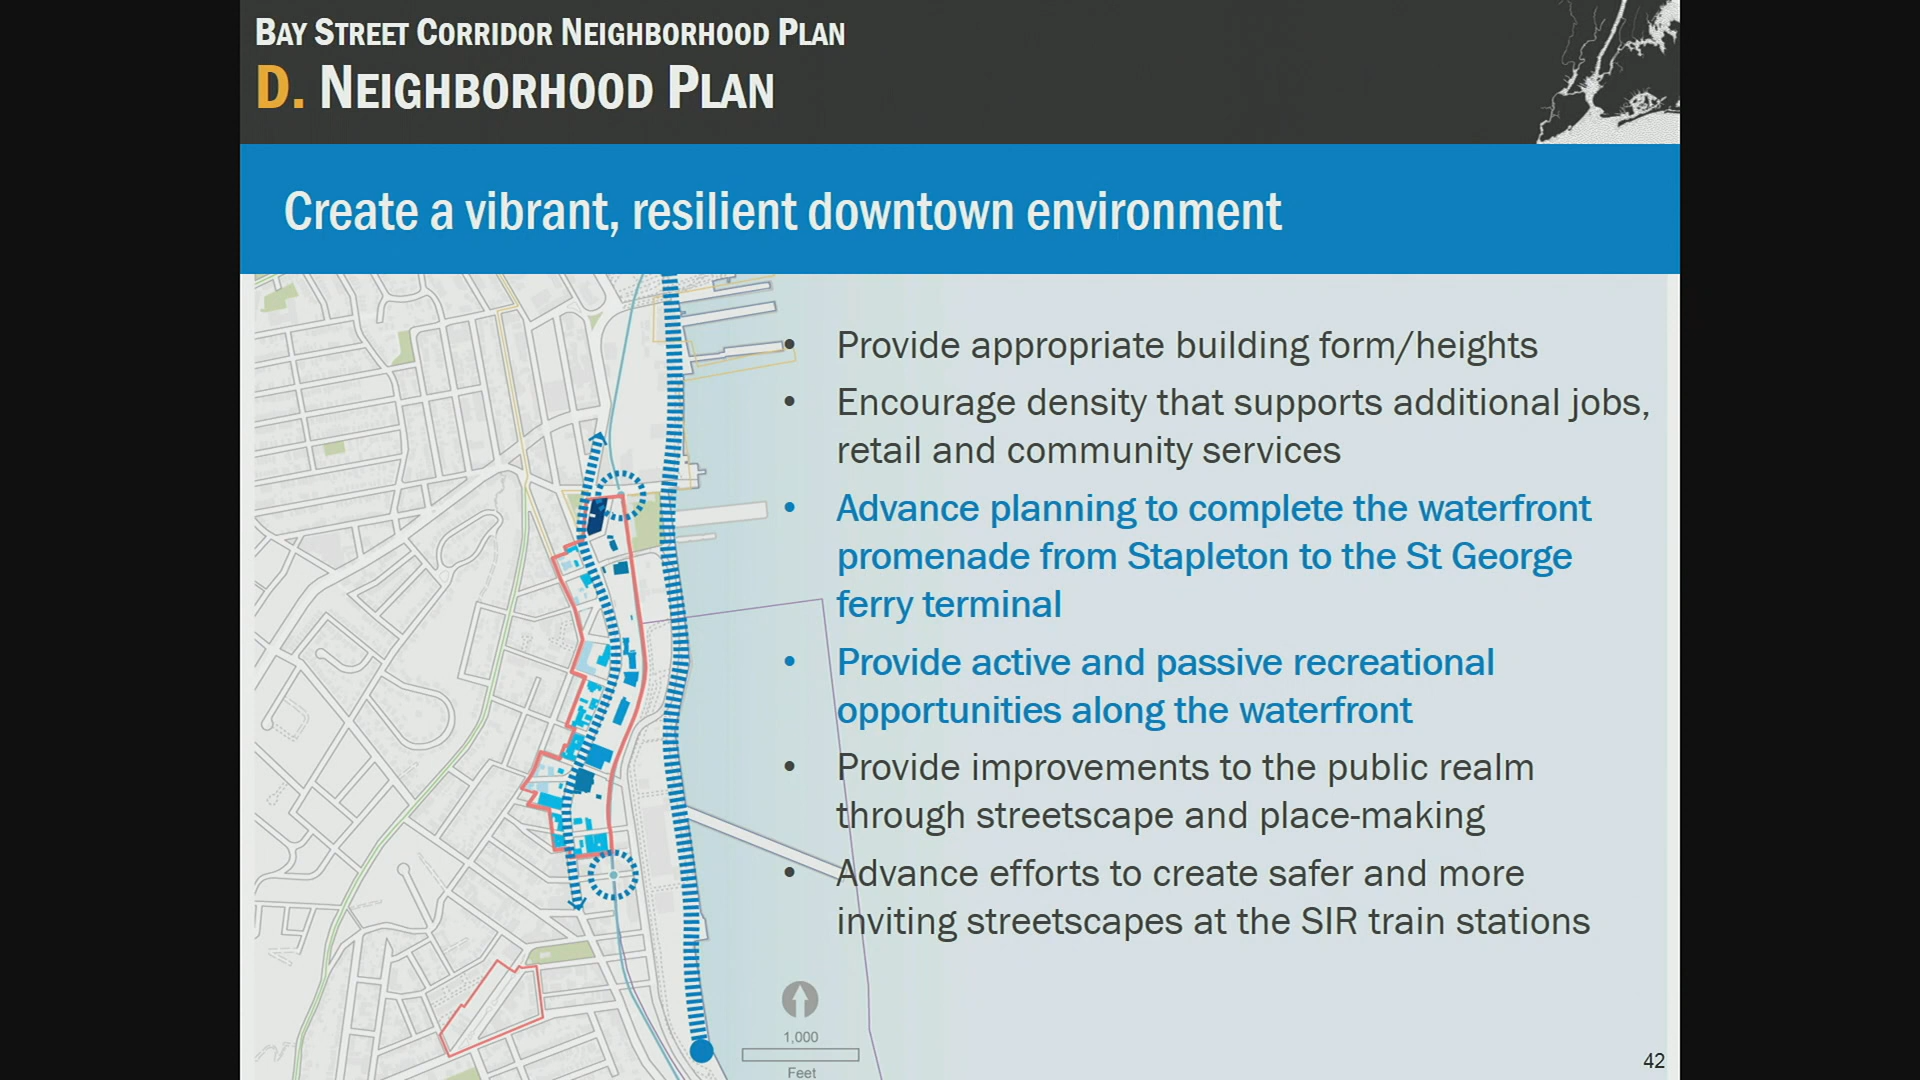 BAY STREET CORRIDOR NEIGHBORHOOD PLAN
D. NEIGHBORHOOD PLAN
Create a vibrant, resilient downtown environment
• Provide appropriate building form/heights
• Encourage density that supports additional jobs,
retail and community services
• Advance planning to complete the waterfront
promenade from Stapleton to the St George
ferry terminal
• Provide active and passive recreational
opportunities along the waterfront
• Provide improvements to the public realm
through streetscape and place-making
• Advance efforts to create safer and more
inviting streetscapes at the SIR train stations
1,000
Feet
42